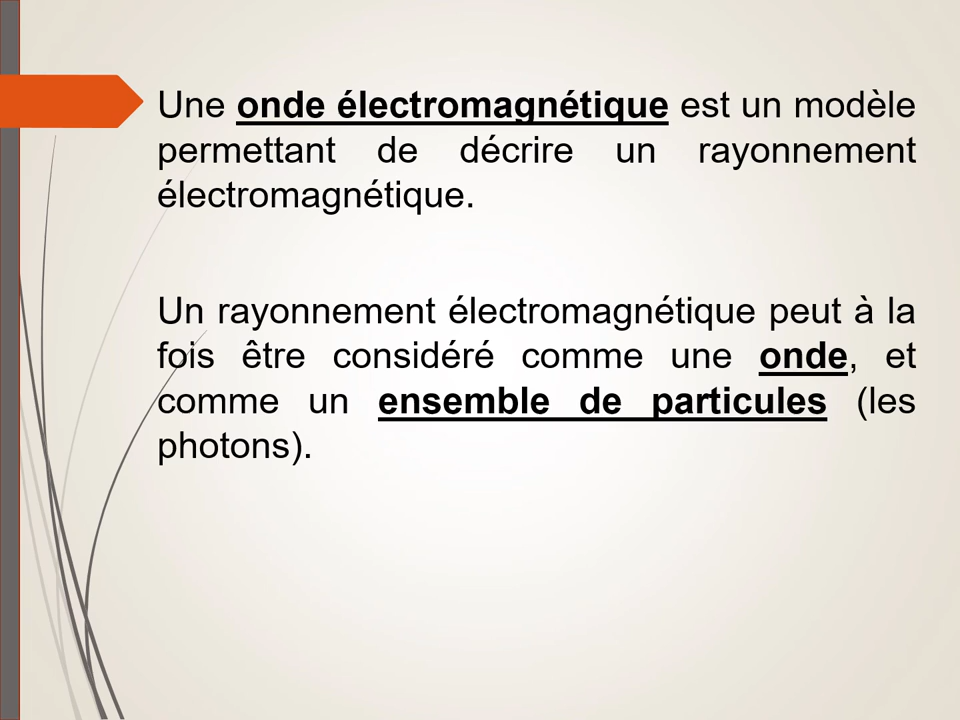 Une onde électromagnétique est un modèle
permettant de décrire un rayonnement
électromagnétique.
Un rayonnement électromagnétique peut à la
fois être considéré comme une onde, et
comme un ensemble de particules (les
photons).